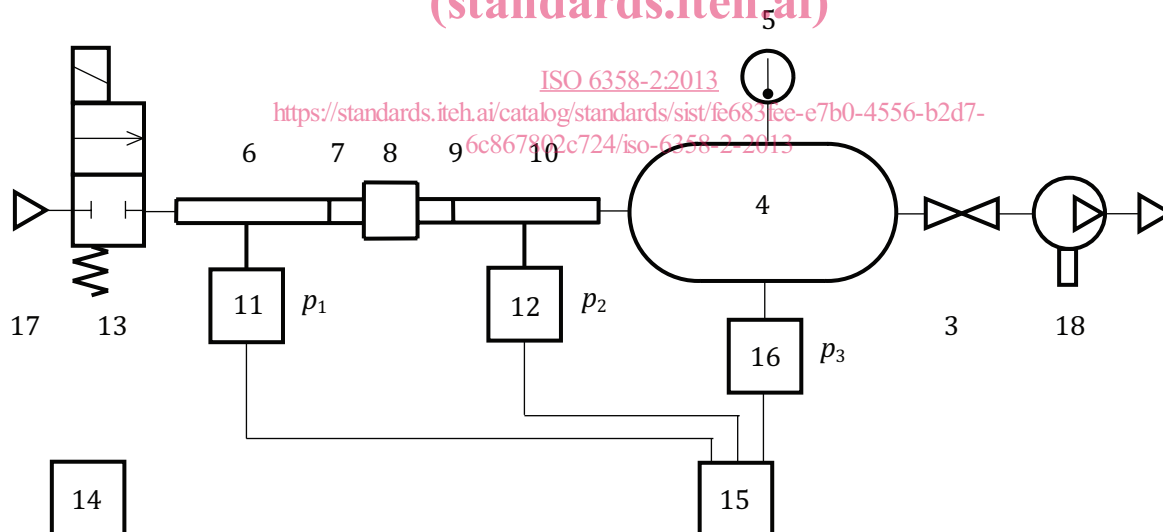 (standards.iteh.ai)
5
ISO 6358-2:2013
https://standards.iteh.ai/catalog/standards/sist/fe683fee-e7b0-4556-b2d7-
6c867802c724/iso-6358-2-2013
6 7 8 9 10
4
11 p1 12 p2
17 13 3 18
16 p3
14 15